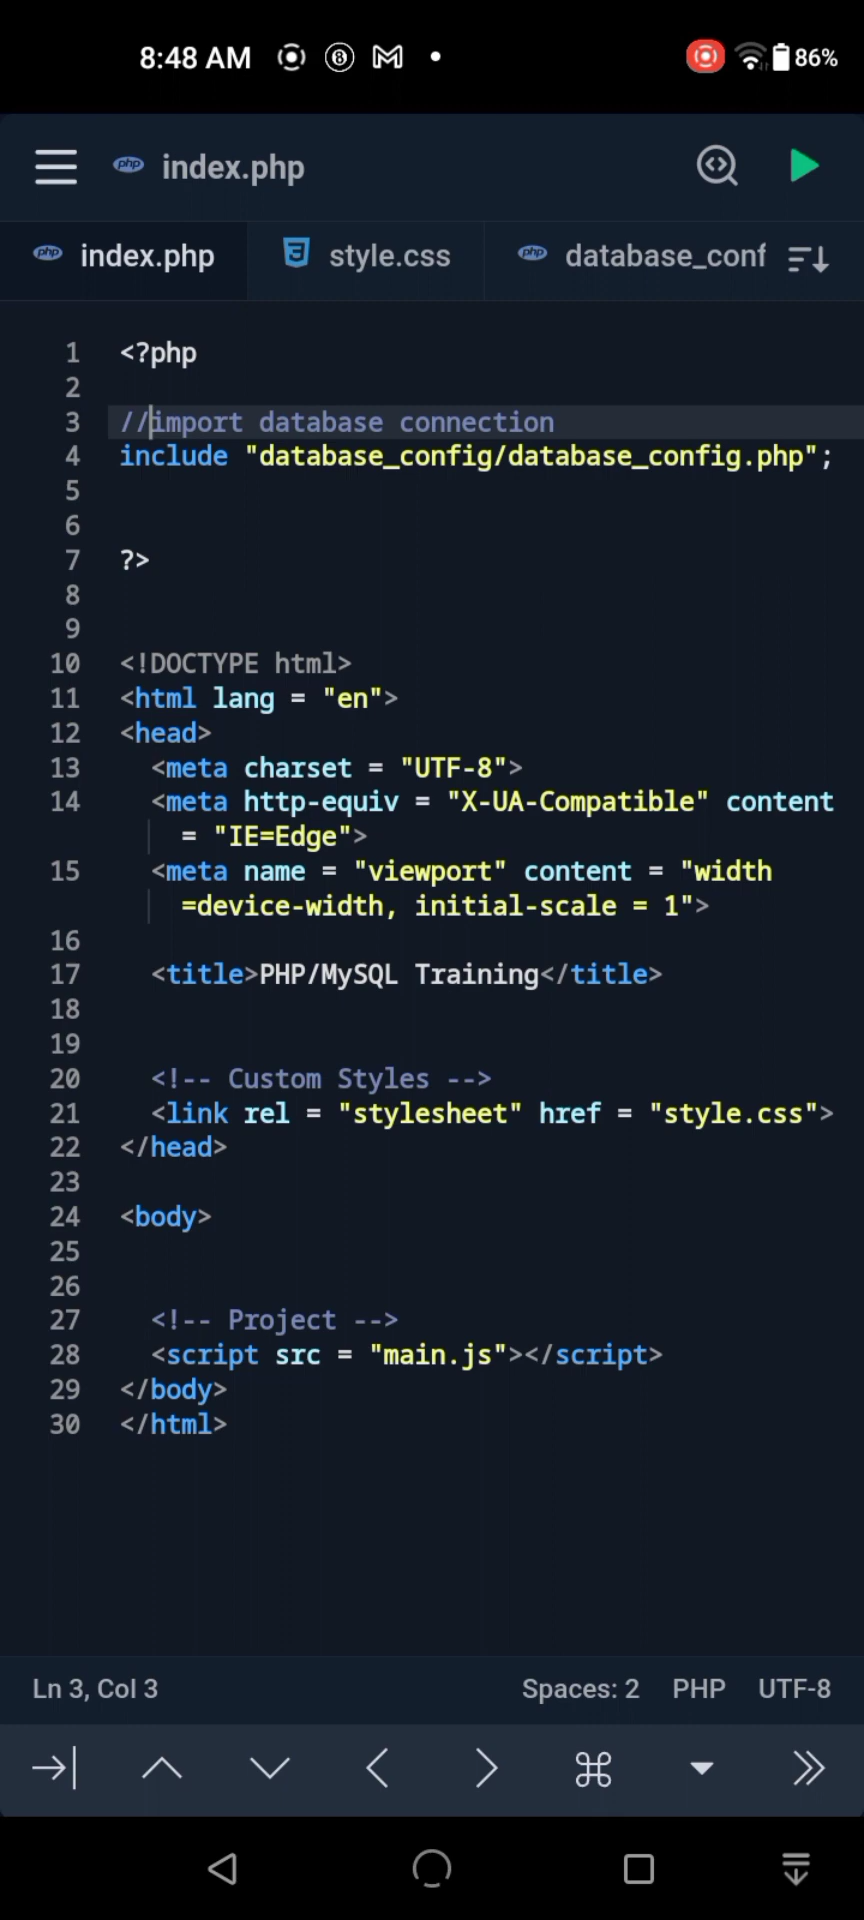 8:48 AM 86%
php index.php
php index.php 3 style.css php database_conf
1 <?php
2
3 //import database connection
4 include "database_config/database_config.php";
5
6
7 ?>
8
9
10 <!DOCTYPE html>
11 <html lang = "en">
12 <head>
13   <meta charset = "UTF-8">
14   <meta http-equiv = "X-UA-Compatible" content
= "IE=Edge">
15   <meta name = "viewport" content = "width
=device-width, initial-scale = 1">
16
17   <title>PHP/MySQL Training</title>
18
19
20   <!-- Custom Styles -->
21   <link rel = "stylesheet" href = "style.css">
22 </head>
23
24 <body>
25
26
27   <!-- Project -->
28   <script src = "main.js"></script>
29 </body>
30 </html>
Ln 3, Col 3 Spaces: 2 PHP UTF-8